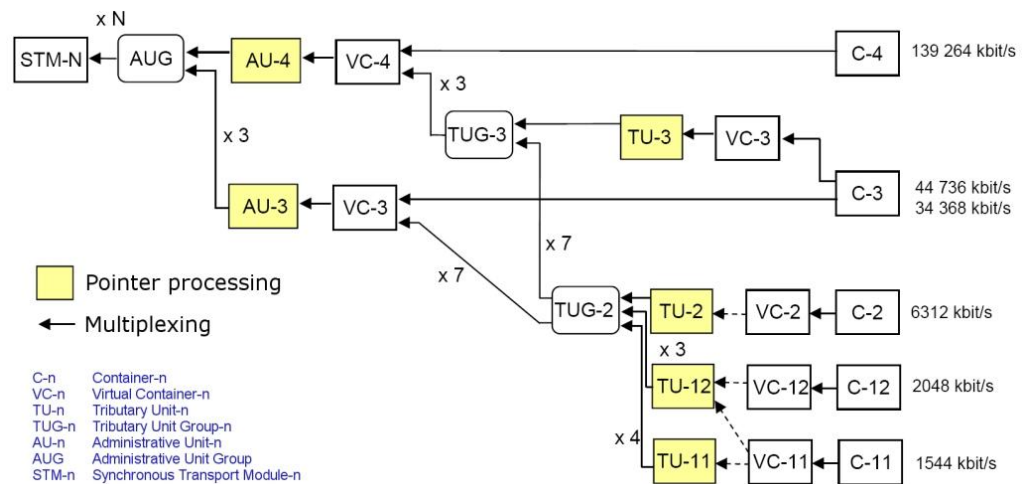 x N
STM-N AUG AU-4 VC-4 C-4 139 264 kbit/s
x 3
x 3 TUG-3 TU-3 VC-3
AU-3 VC-3 C-3 44 736 kbit/s
34 368 kbit/s
x 7
x 7
Pointer processing
Multiplexing
TUG-2 TU-2 VC-2 C-2 6312 kbit/s
x 3
TU-12 VC-12 C-12 2048 kbit/s
x 4
TU-11 VC-11 C-11 1544 kbit/s
C-n Container-n
VC-n Virtual Container-n
TU-n Tributary Unit-n
TUG-n Tributary Unit Group-n
AU-n Administrative Unit-n
AUG Administrative Unit Group
STM-n Synchronous Transport Module-n